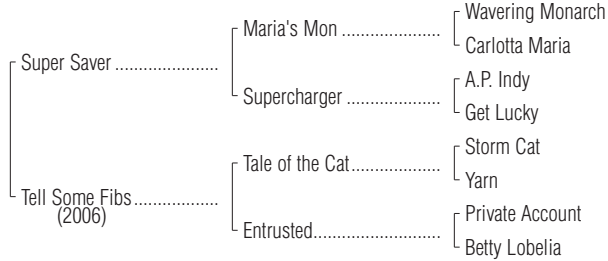 Wavering Monarch
Maria's Mon ....................
Carlotta Maria
Super Saver ......................
A.P. Indy
Supercharger ....................
Get Lucky
Storm Cat
Tale of the Cat...................
Yarn
Tell Some Fibs..................
(2006)
Private Account
Entrusted...........................
Betty Lobelia